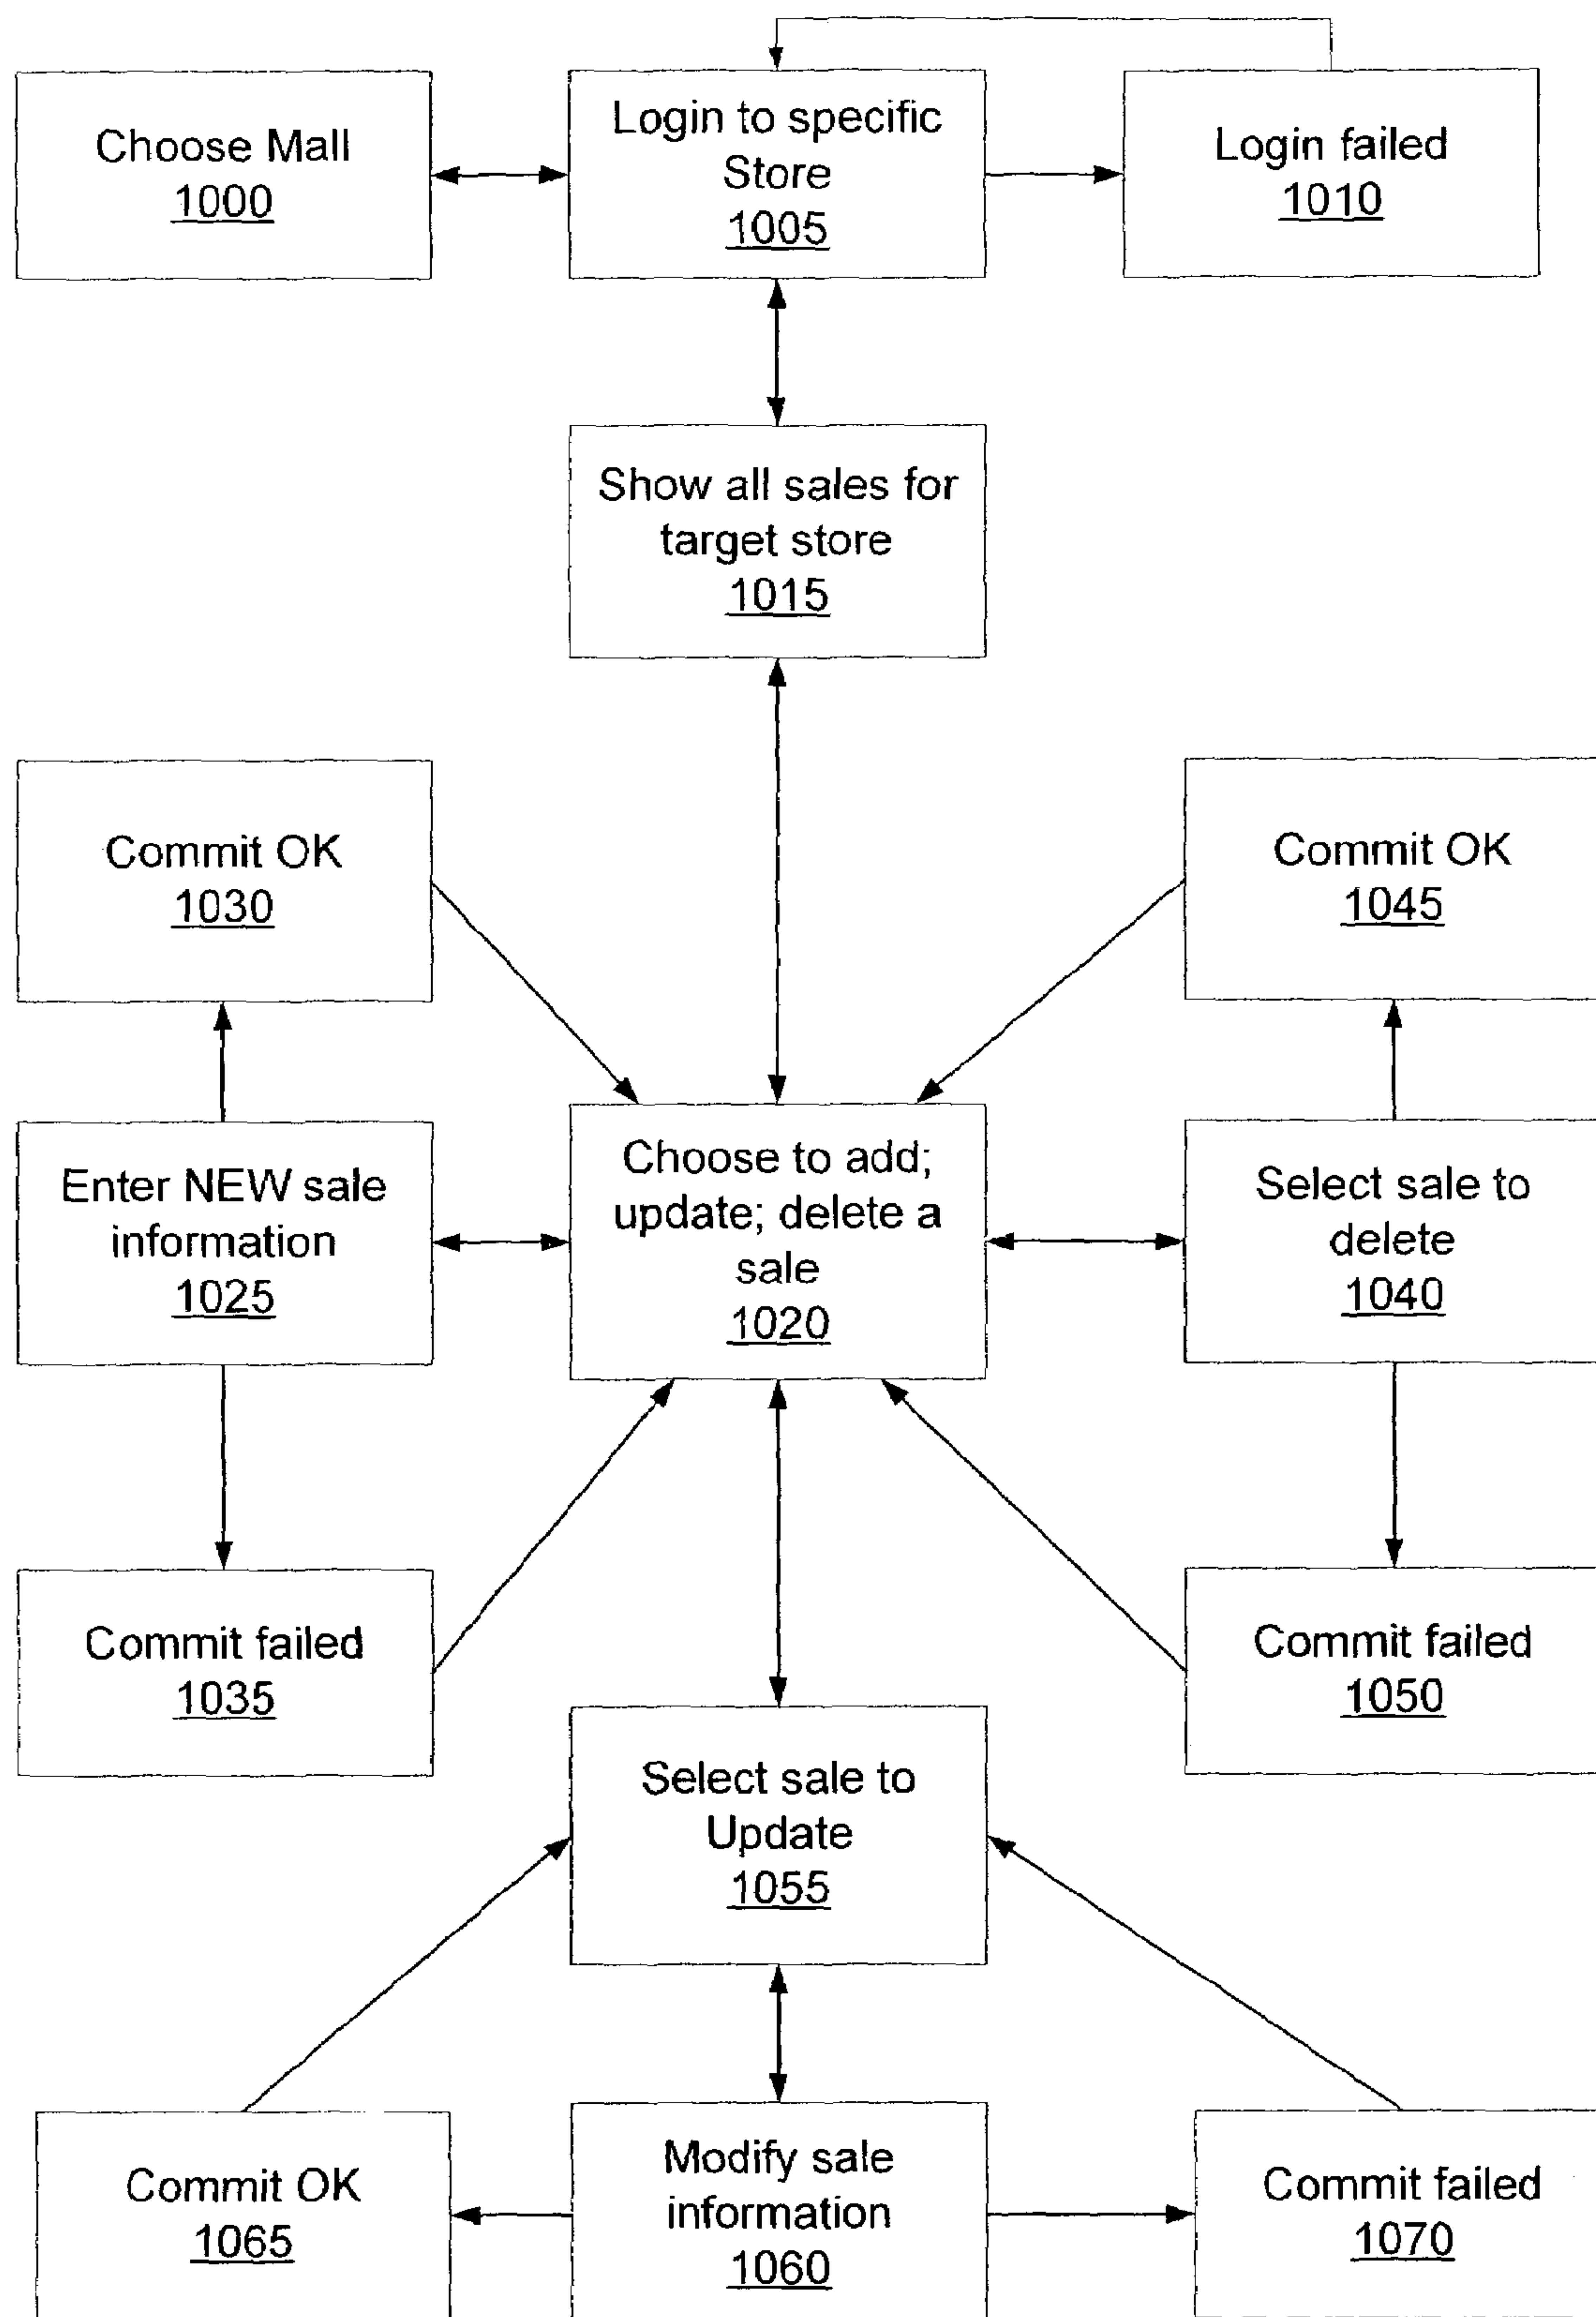 Choose Mall
1000
Login to specific
Store
1005
Login failed
1010
Show all sales for
target store
1015
Commit OK
1030
Commit OK
1045
Enter NEW sale
information
1025
Choose to add;
update; delete a
sale
1020
Select sale to
delete
1040
Commit failed
1035
Commit failed
1050
Select sale to
Update
1055
Commit OK
1065
Modify sale
information
1060
Commit failed
1070